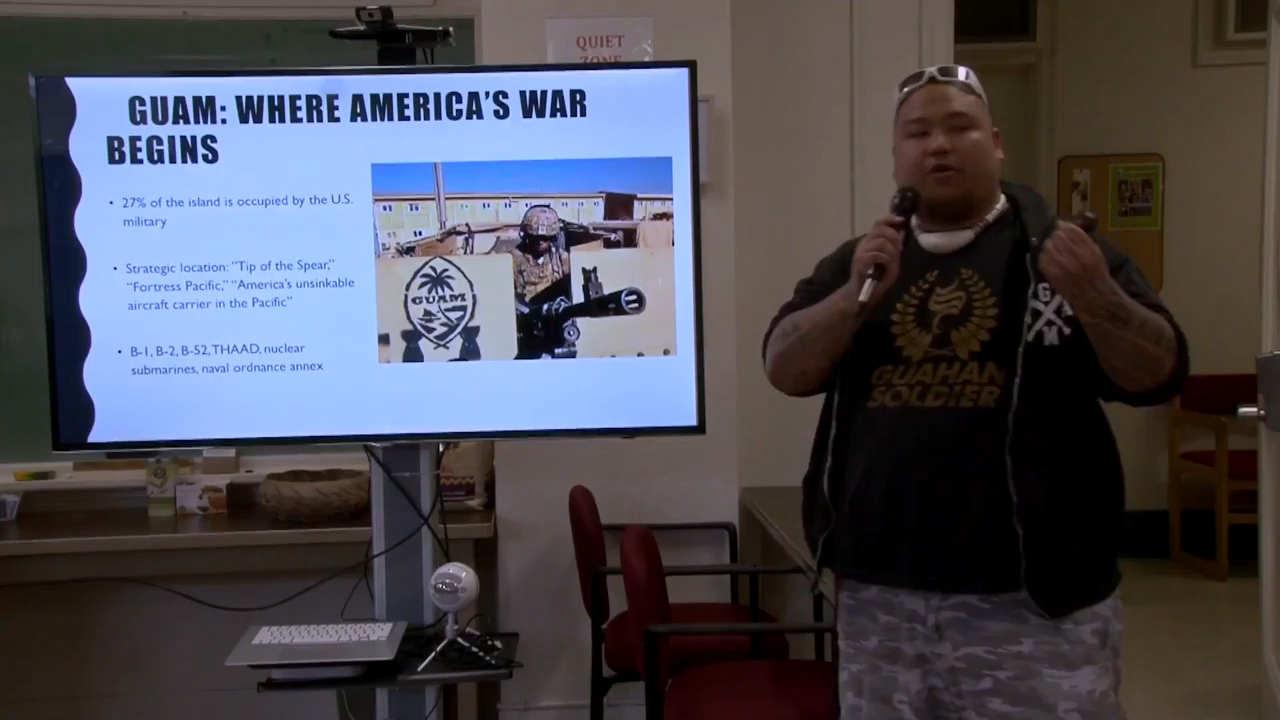 QUIET
ZONE
GUAM: WHERE AMERICA'S WAR
BEGINS
• 27% of the island is occupied by the U.S.
military
• Strategic location: "Tip of the Spear,"
"Fortress Pacific," "America's unsinkable
aircraft carrier in the Pacific"
• B-1, B-2, B-52, THAAD, nuclear
submarines, naval ordnance annex
GUAM
GUAHAN
SOLDIER